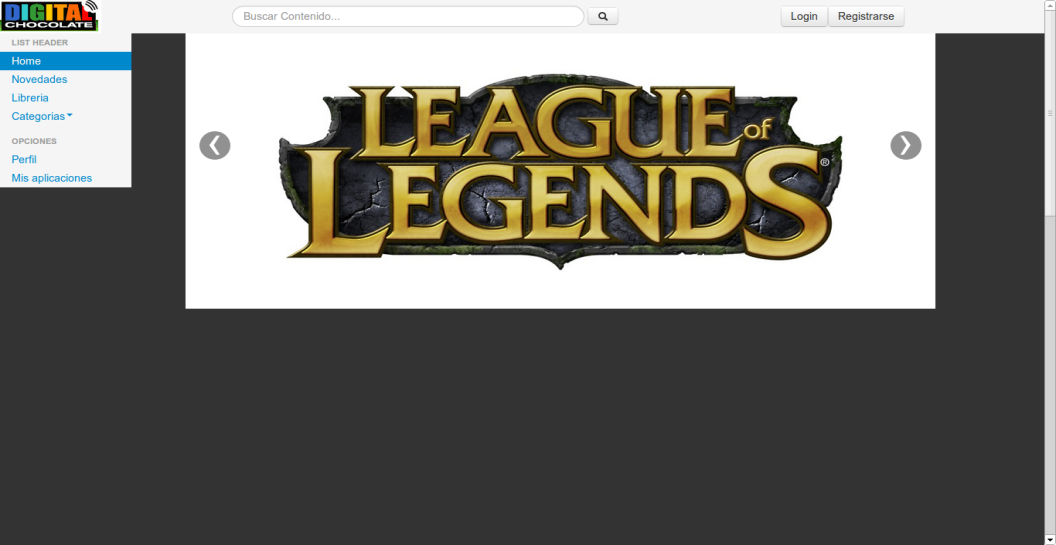 DIGITAL
CHOCOLATE
Buscar Contenido...
Login
Registrarse
LIST HEADER
Home
Novedades
Libreria
Categorias
OPCIONES
Perfil
Mis aplicaciones
LEAGUE of
LEGENDS®